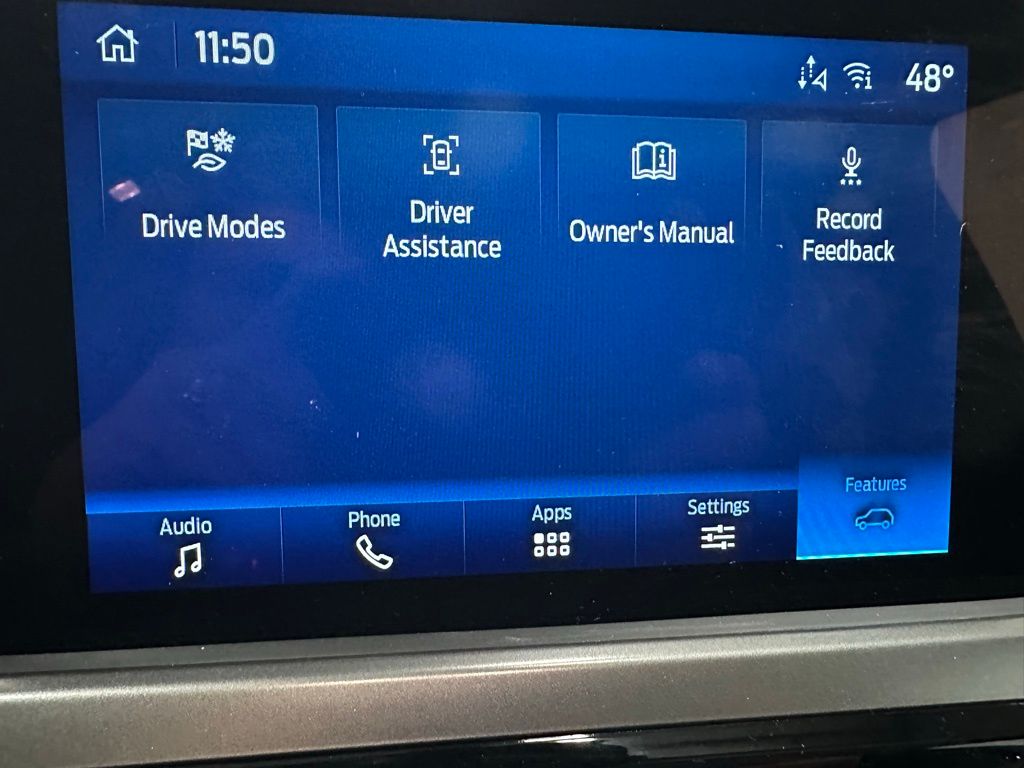 11:50
48°
Drive Modes
Driver
Assistance
Owner's Manual
Record
Feedback
Audio
Phone
Apps
Settings
Features